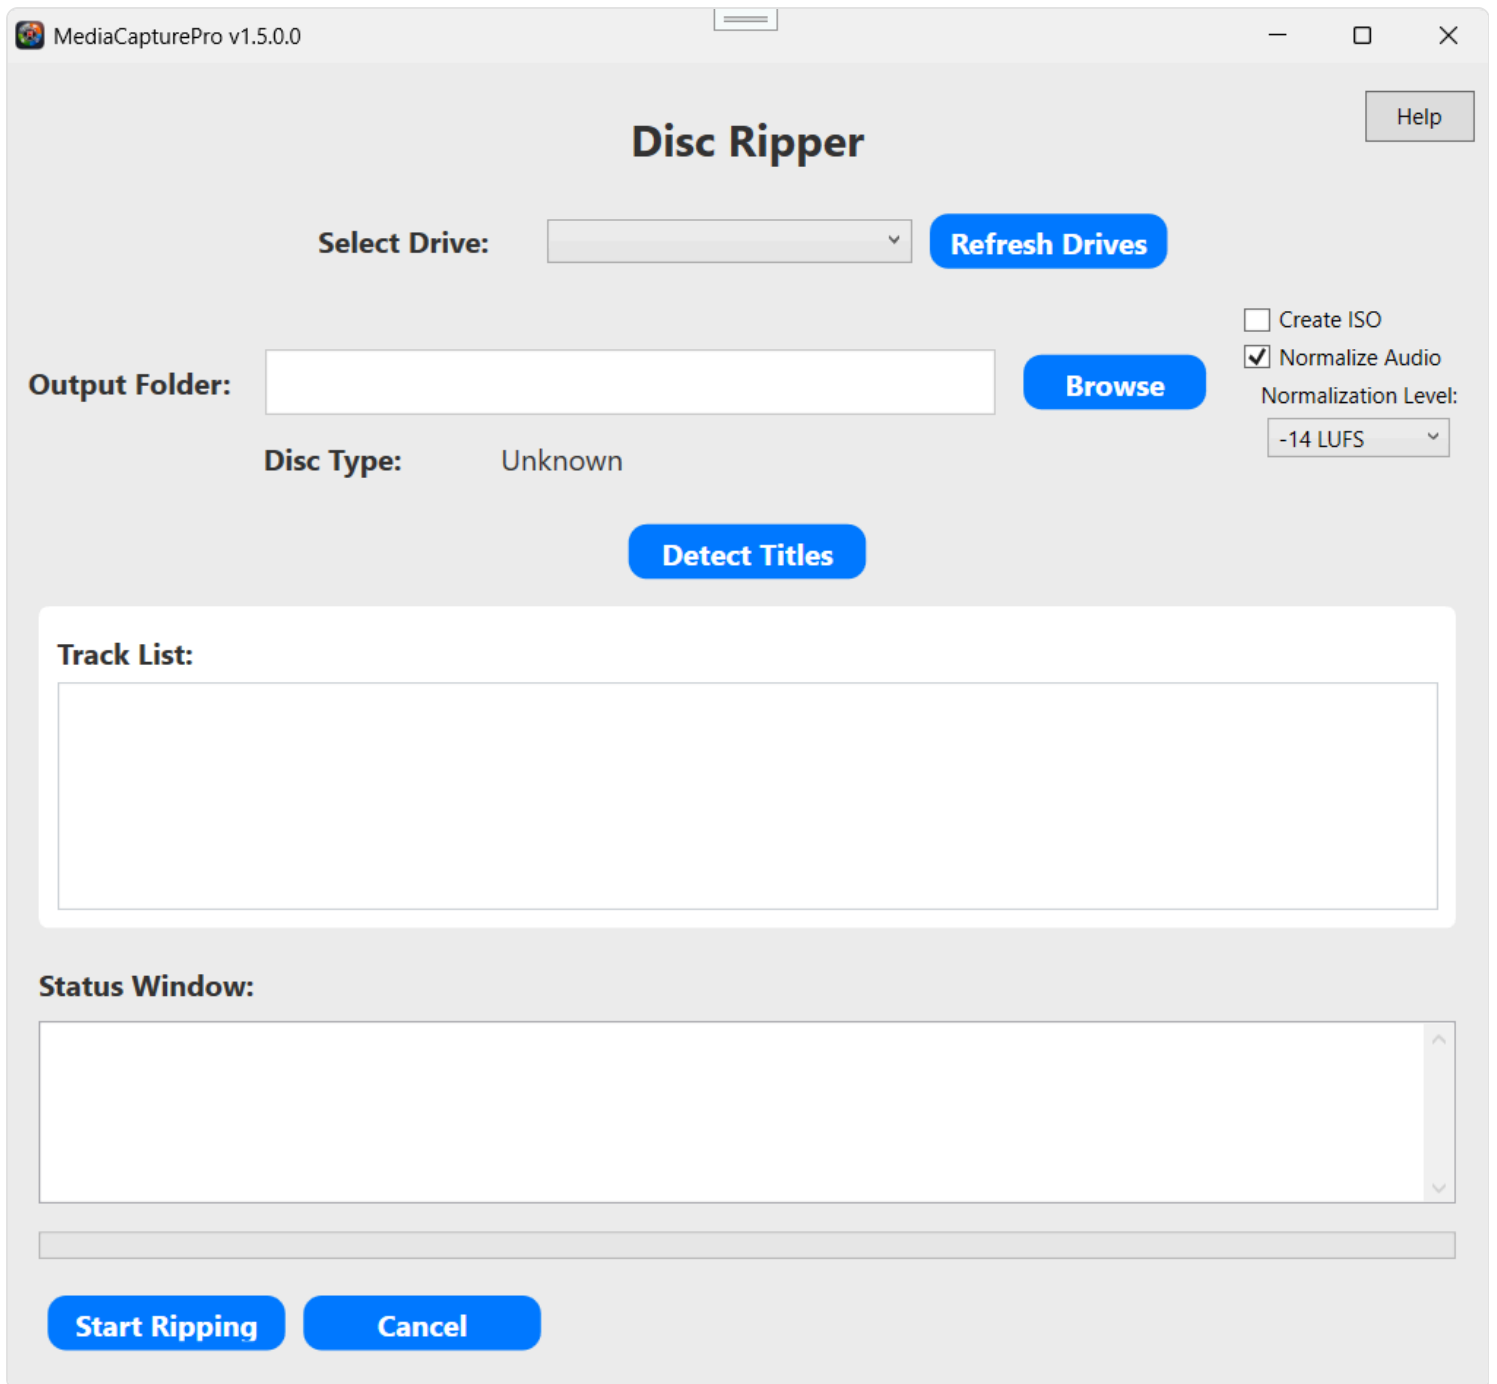 MediaCapturePro v1.5.0.0
Help
Disc Ripper
Select Drive:
Refresh Drives
Create ISO
Normalize Audio
Output Folder:
Browse
Normalization Level:
-14 LUFS
Disc Type: Unknown
Detect Titles
Track List:
Status Window:
Start Ripping
Cancel